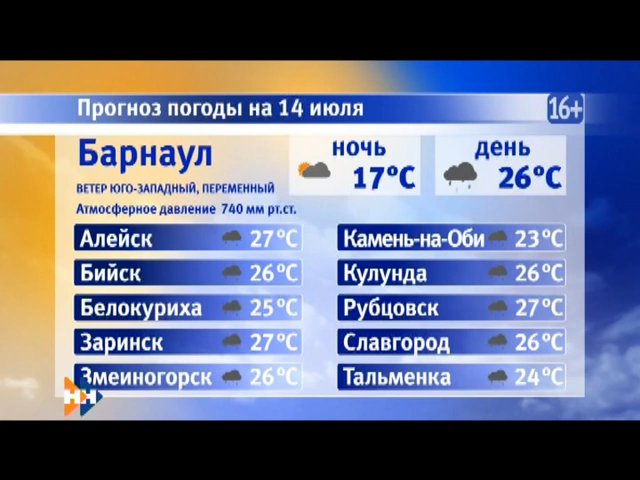 Прогноз погоды на 14 июля 16+
Барнаул
ночь
17°C
день
26°C
ВЕТЕР ЮГО-ЗАПАДНЫЙ, ПЕРЕМЕННЫЙ
Атмосферное давление 740 мм рт.ст.
Алейск 27°C
Бийск 26°C
Белокуриха 25°C
Заринск 27°C
Змеиногорск 26°C
Камень-на-Оби 23°C
Кулунда 26°C
Рубцовск 27°C
Славгород 26°C
Тальменка 24°C
НН